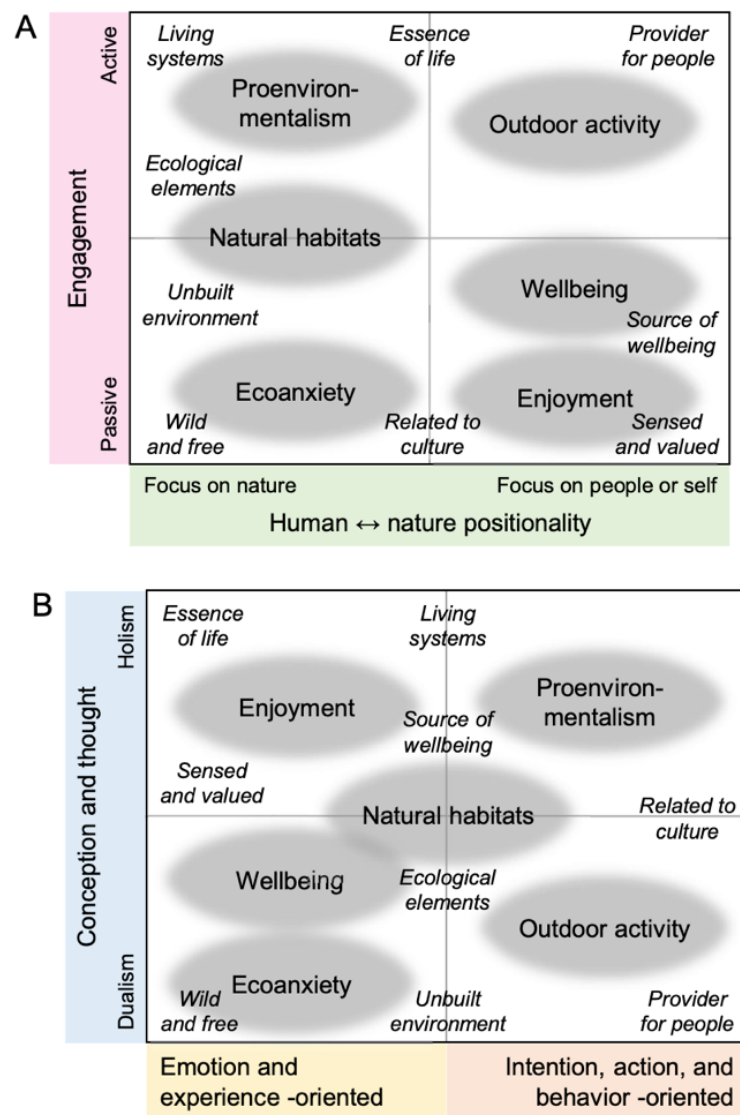 A
Engagement
Active
Passive
Living
systems
Essence
of life
Provider
for people
Proenviron-
mentalism
Outdoor activity
Ecological
elements
Natural habitats
Unbuilt
environment
Wellbeing
Source of
wellbeing
Ecoanxiety
Enjoyment
Wild
and free
Related to
culture
Sensed
and valued
Focus on nature
Focus on people or self
Human ↔ nature positionality
B
Conception and thought
Holism
Dualism
Essence
of life
Living
systems
Enjoyment
Proenviron-
mentalism
Source of
wellbeing
Sensed
and valued
Natural habitats
Related to
culture
Wellbeing
Ecological
elements
Outdoor activity
Ecoanxiety
Wild
and free
Unbuilt
environment
Provider
for people
Emotion and
experience -oriented
Intention, action, and
behavior -oriented